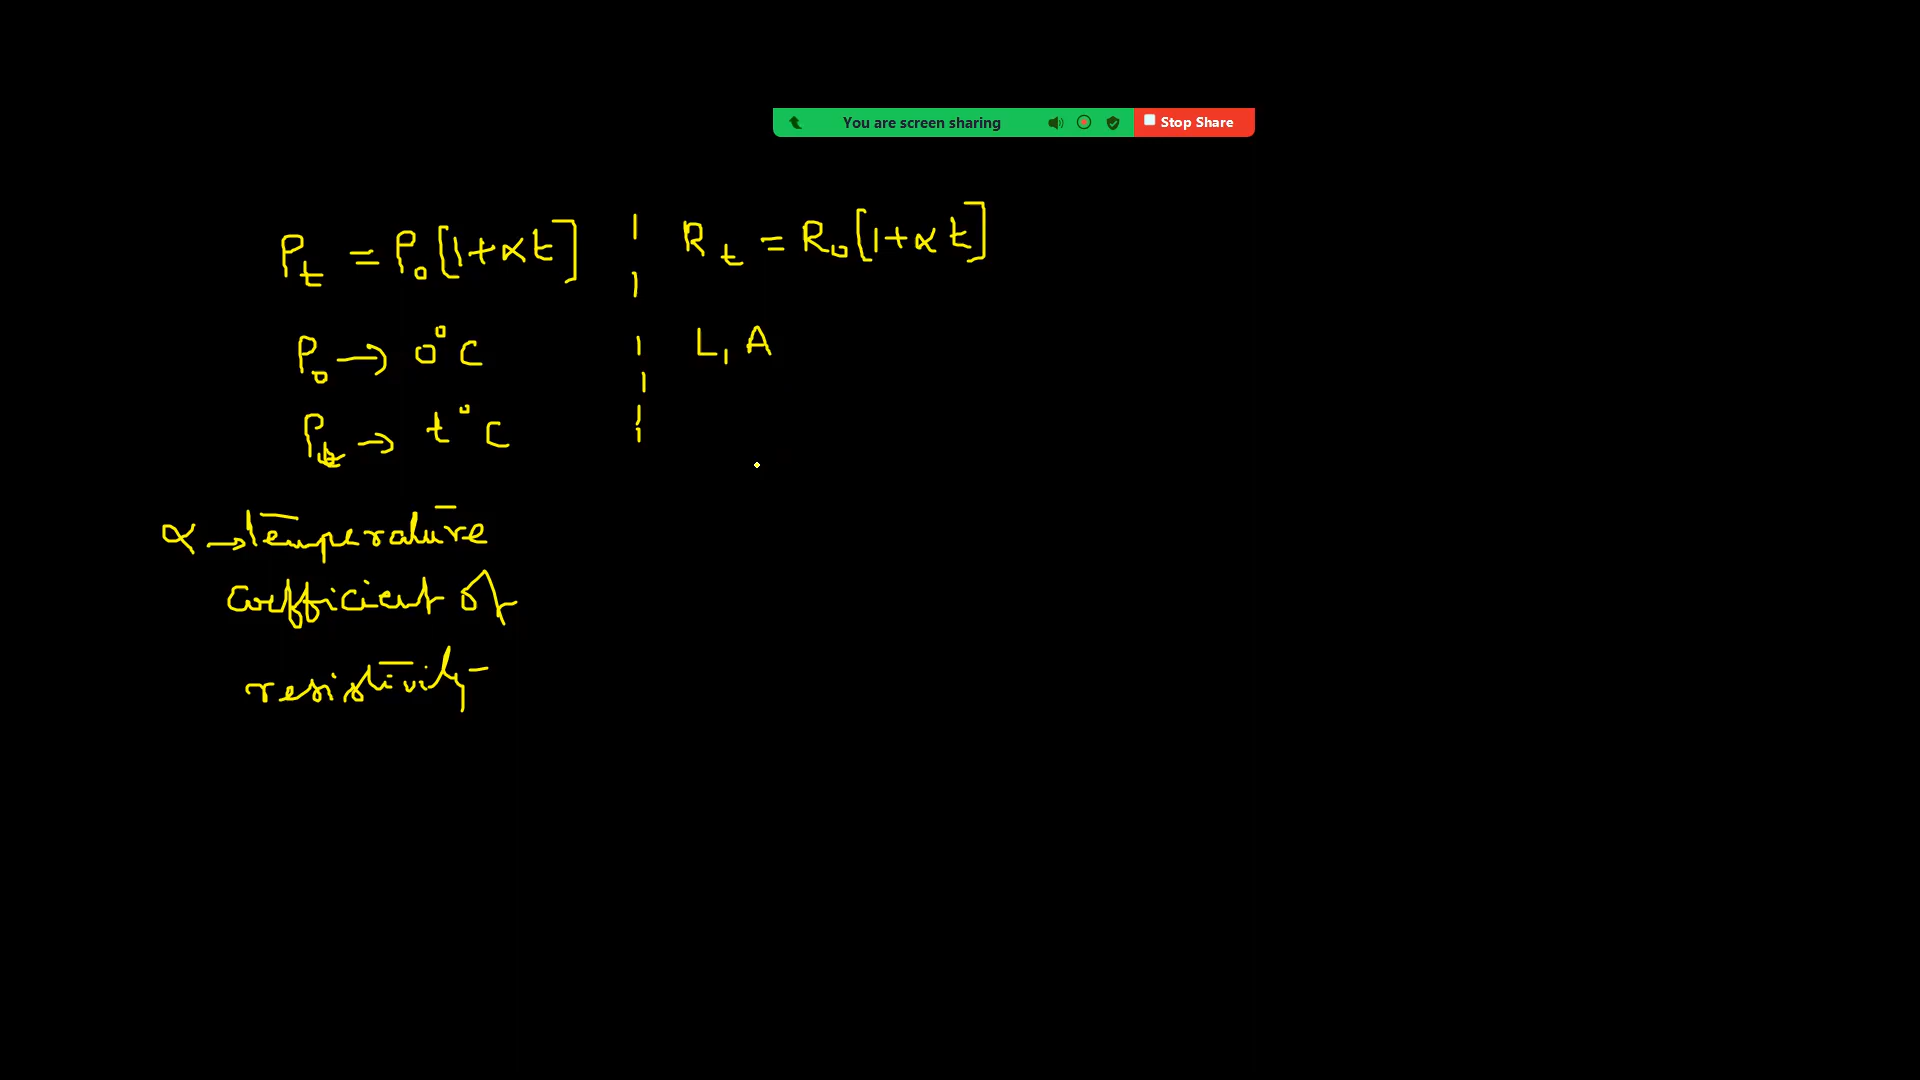 You are screen sharing Stop Share
ρt = ρ0 [1+αt] Rt = R0 [1+αt]
ρ0 → 0°C L, A
ρt → t°C
α → temperature
coefficient of
resistivity